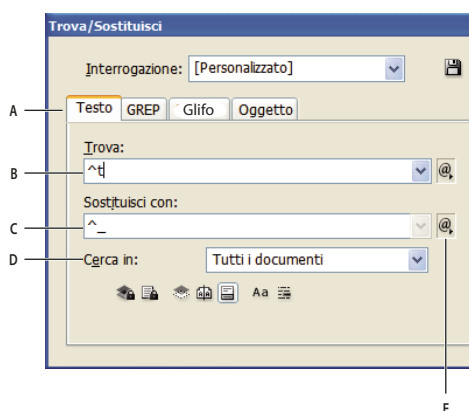 Trova/Sostituisci
Interrogazione: [Personalizzato]
A Testo GREP Glifo Oggetto
Trova:
B ^t @
Sostituisci con:
C ^_ @
D Cerca in: Tutti i documenti
Aa
E